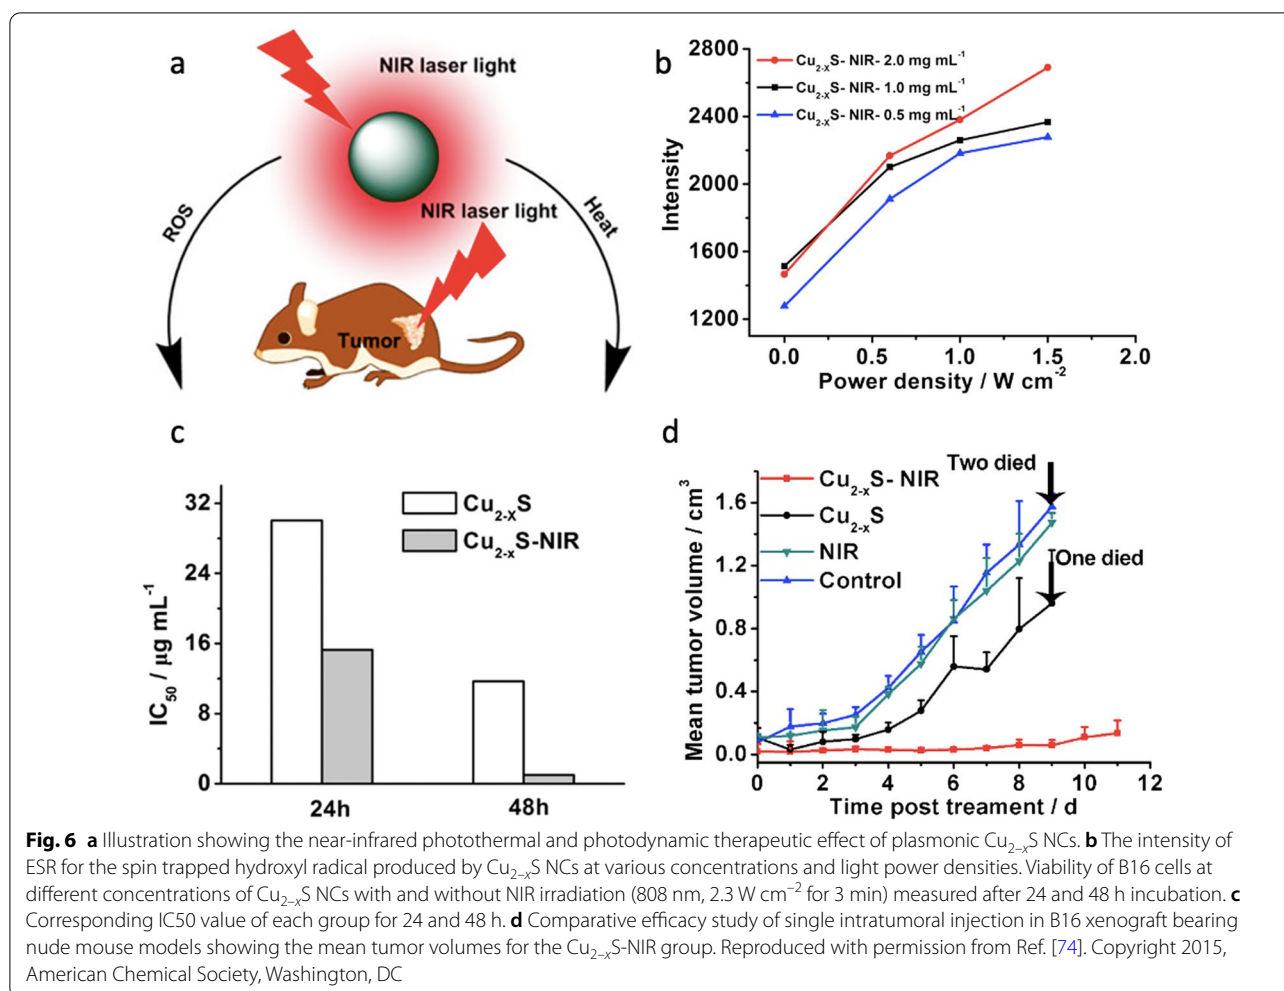 a
NIR laser light
NIR laser light
ROS
Heat
Tumor
b
2800
2400
2000
1600
1200
Intensity
Cu2-xS- NIR- 2.0 mg mL-1
Cu2-xS- NIR- 1.0 mg mL-1
Cu2-xS- NIR- 0.5 mg mL-1
0.0 0.5 1.0 1.5 2.0
Power density / W cm-2
c
32
24
16
8
0
IC50 / μg mL-1
Cu2-xS
Cu2-xS-NIR
24h 48h
d
Two died
One died
Cu2-xS- NIR
Cu2-xS
NIR
Control
1.6
1.2
0.8
0.4
0.0
Mean tumor volume / cm3
0 2 4 6 8 10 12
Time post treament / d
Fig. 6 a Illustration showing the near-infrared photothermal and photodynamic therapeutic effect of plasmonic Cu2–xS NCs. b The intensity of
ESR for the spin trapped hydroxyl radical produced by Cu2–xS NCs at various concentrations and light power densities. Viability of B16 cells at
different concentrations of Cu2–xS NCs with and without NIR irradiation (808 nm, 2.3 W cm−2 for 3 min) measured after 24 and 48 h incubation. c
Corresponding IC50 value of each group for 24 and 48 h. d Comparative efficacy study of single intratumoral injection in B16 xenograft bearing
nude mouse models showing the mean tumor volumes for the Cu2–xS-NIR group. Reproduced with permission from Ref. [74]. Copyright 2015,
American Chemical Society, Washington, DC